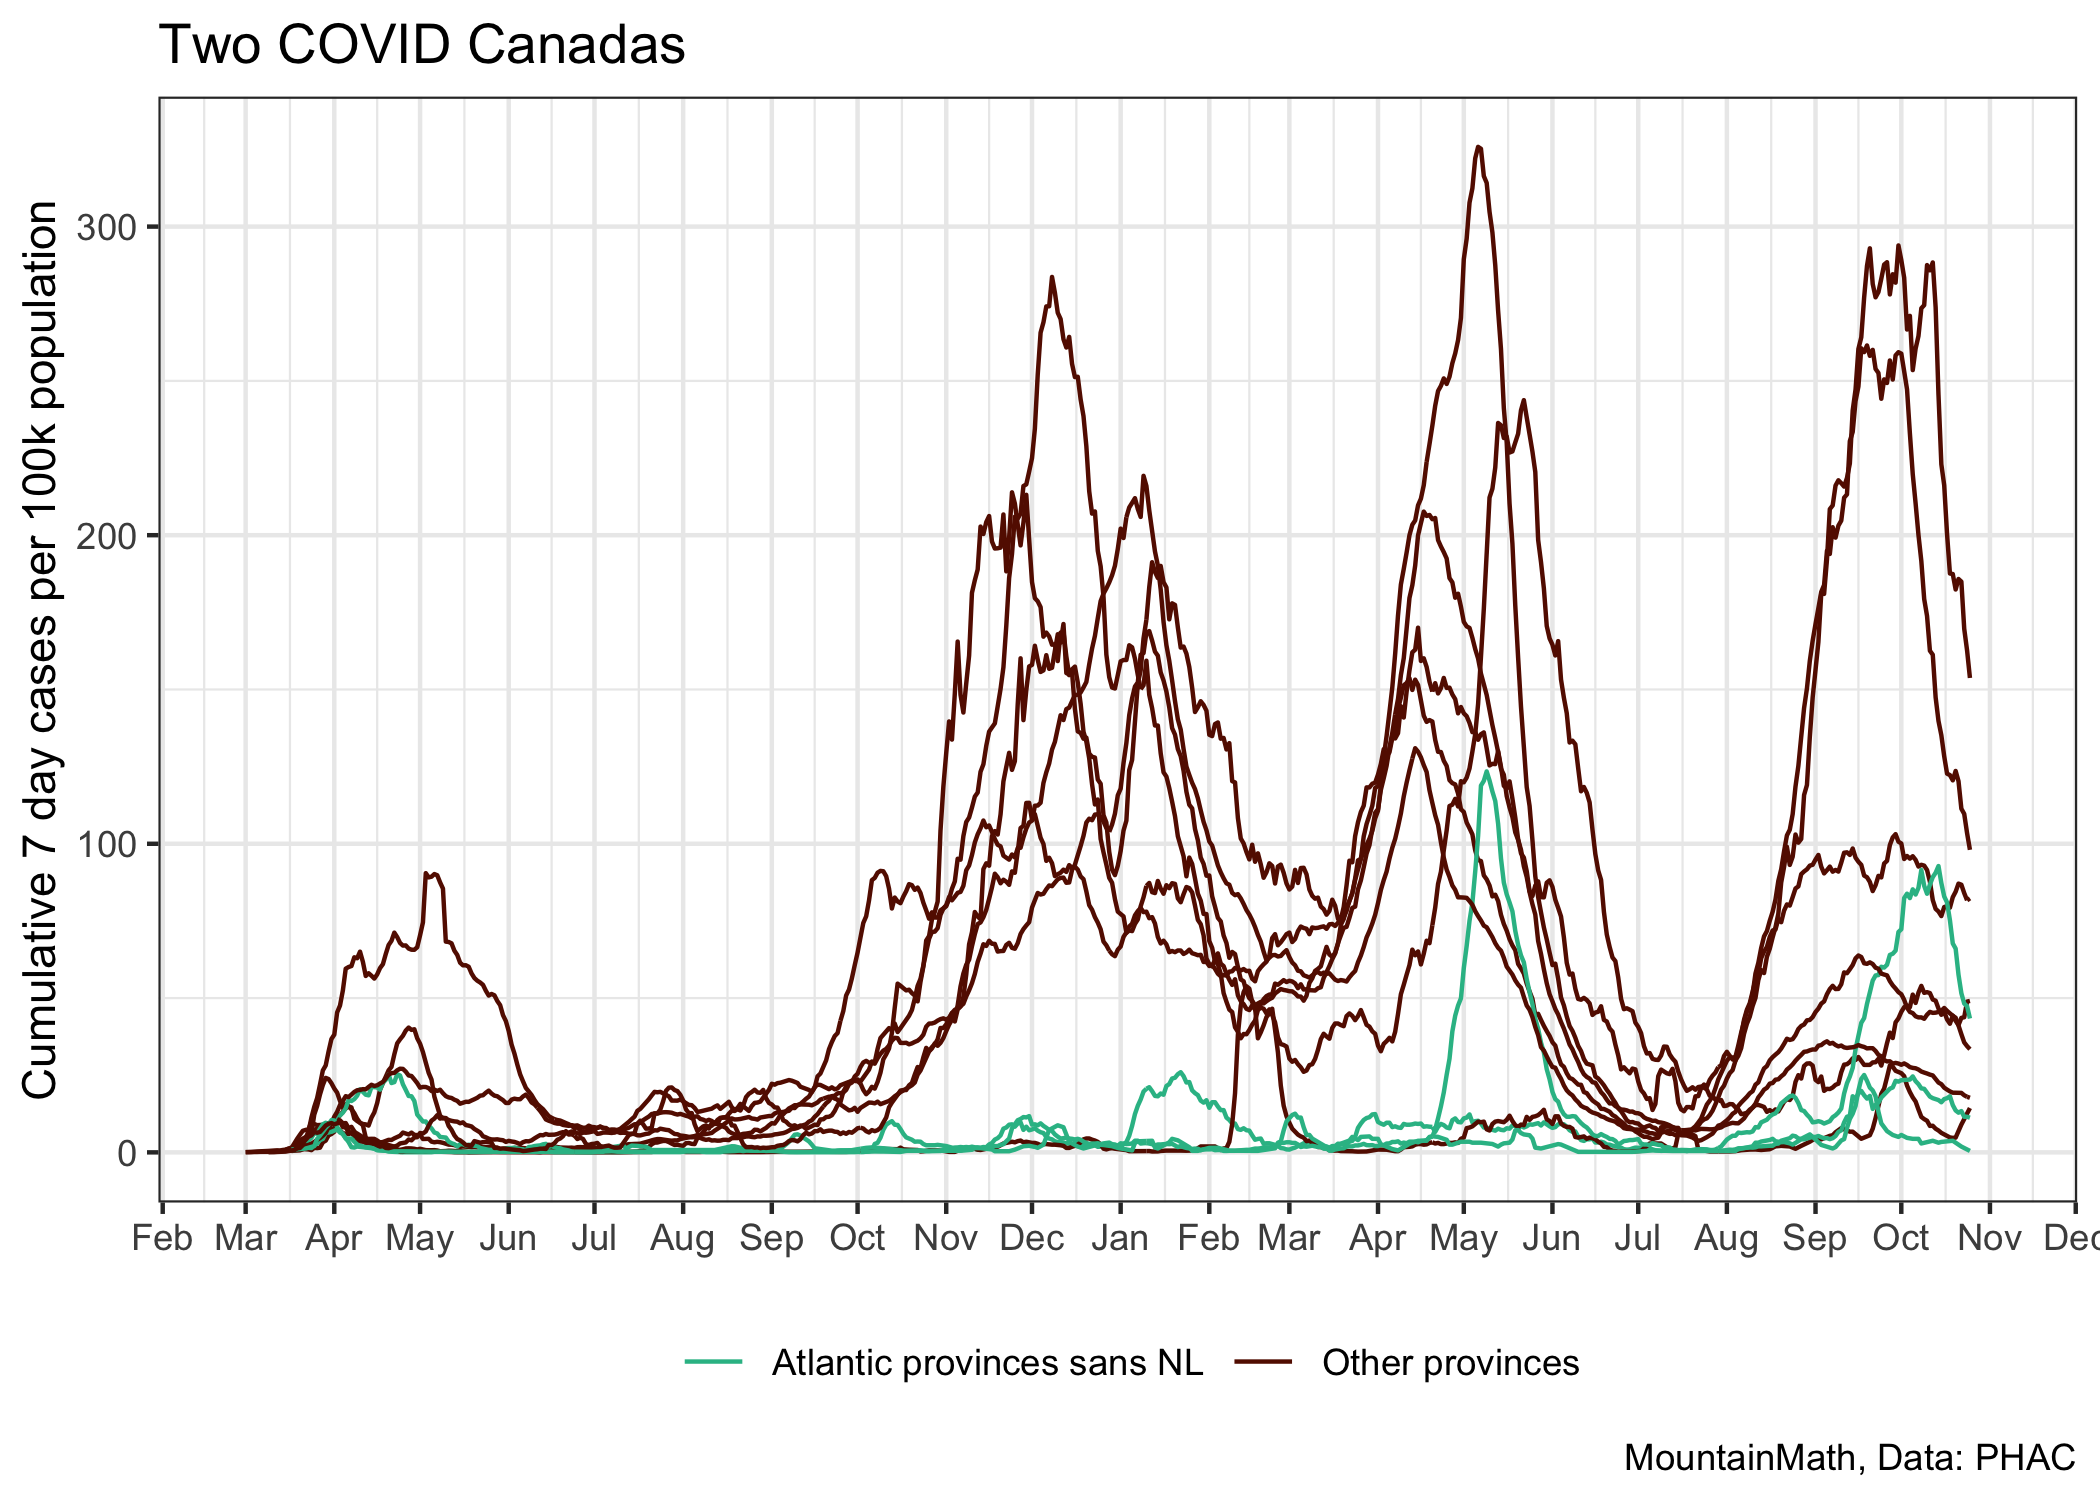 Two COVID Canadas
Cumulative 7 day cases per 100k population
300
200
100
0
Feb Mar Apr May Jun Jul Aug Sep Oct Nov Dec Jan Feb Mar Apr May Jun Jul Aug Sep Oct Nov Dec
Atlantic provinces sans NL Other provinces
MountainMath, Data: PHAC